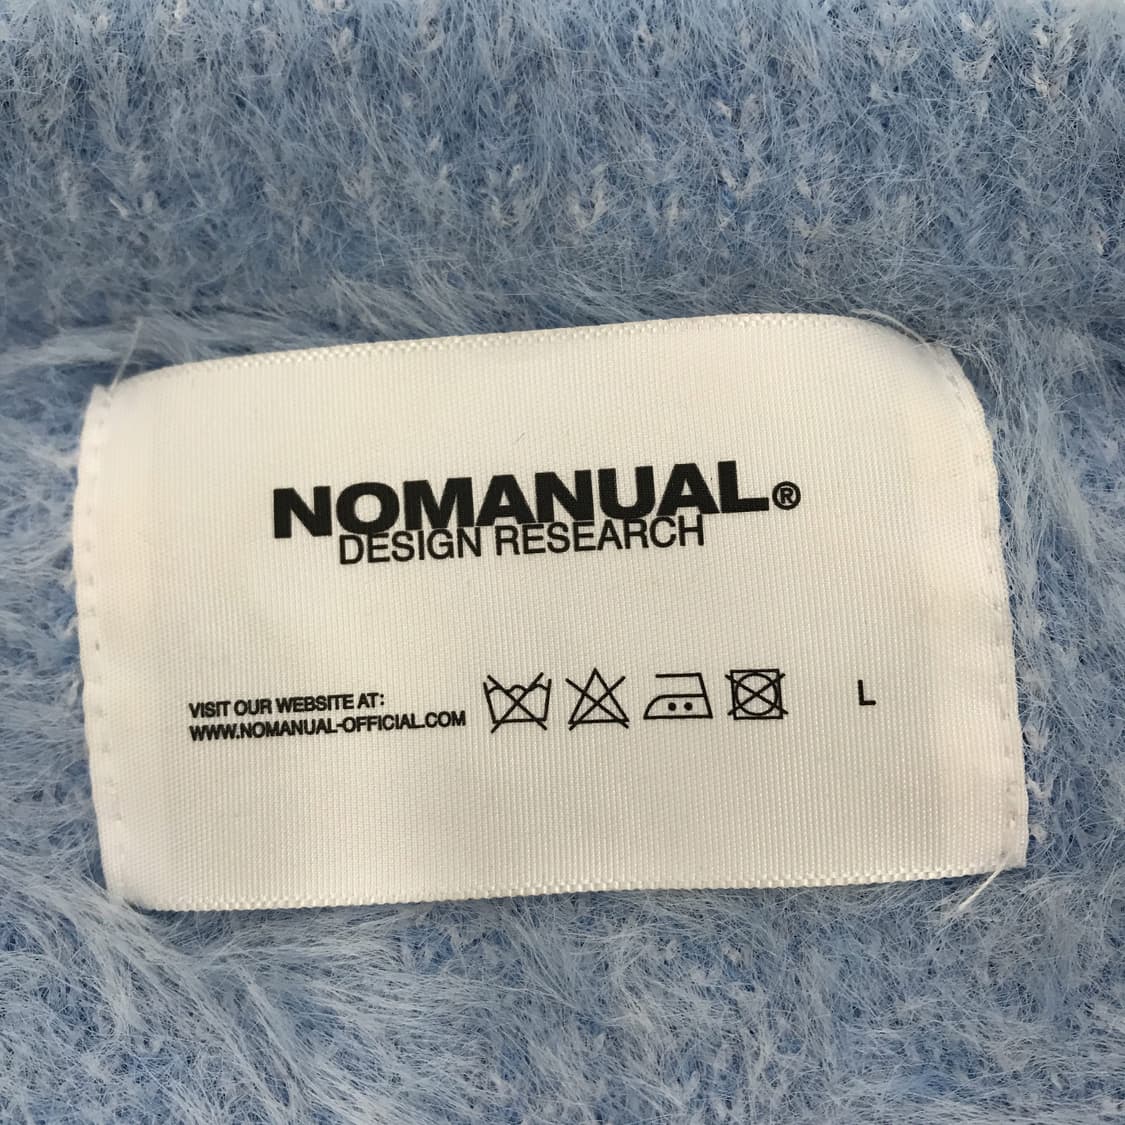 NOMANUAL®
DESIGN RESEARCH
VISIT OUR WEBSITE AT:
WWW.NOMANUAL-OFFICIAL.COM
L